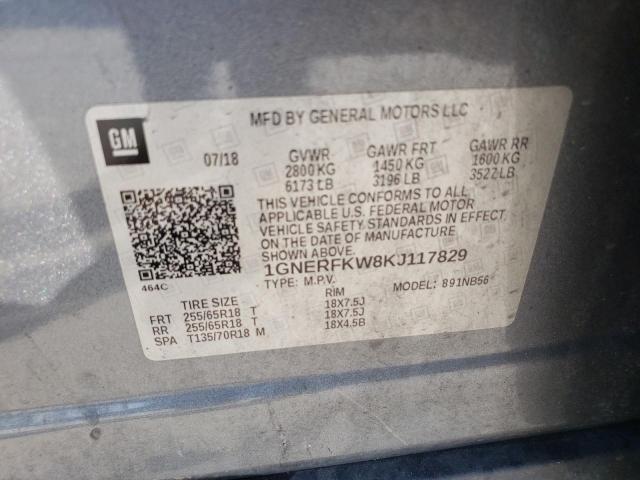 MFD BY GENERAL MOTORS LLC
GM
07/18 GVWR GAWR FRT GAWR RR
2800 KG 1450 KG 1600 KG
6173 LB 3196 LB 3527 LB
THIS VEHICLE CONFORMS TO ALL
APPLICABLE U.S. FEDERAL MOTOR
VEHICLE SAFETY STANDARDS IN EFFECT
ON THE DATE OF MANUFACTURE
SHOWN ABOVE.
1GNERFKW8KJ117829
464C
TYPE: M.P.V. MODEL: 891NB56
TIRE SIZE RIM
FRT 255/65R18 T 18X7.5J
RR 255/65R18 T 18X7.5J
SPA T135/70R18 M 18X4.5B